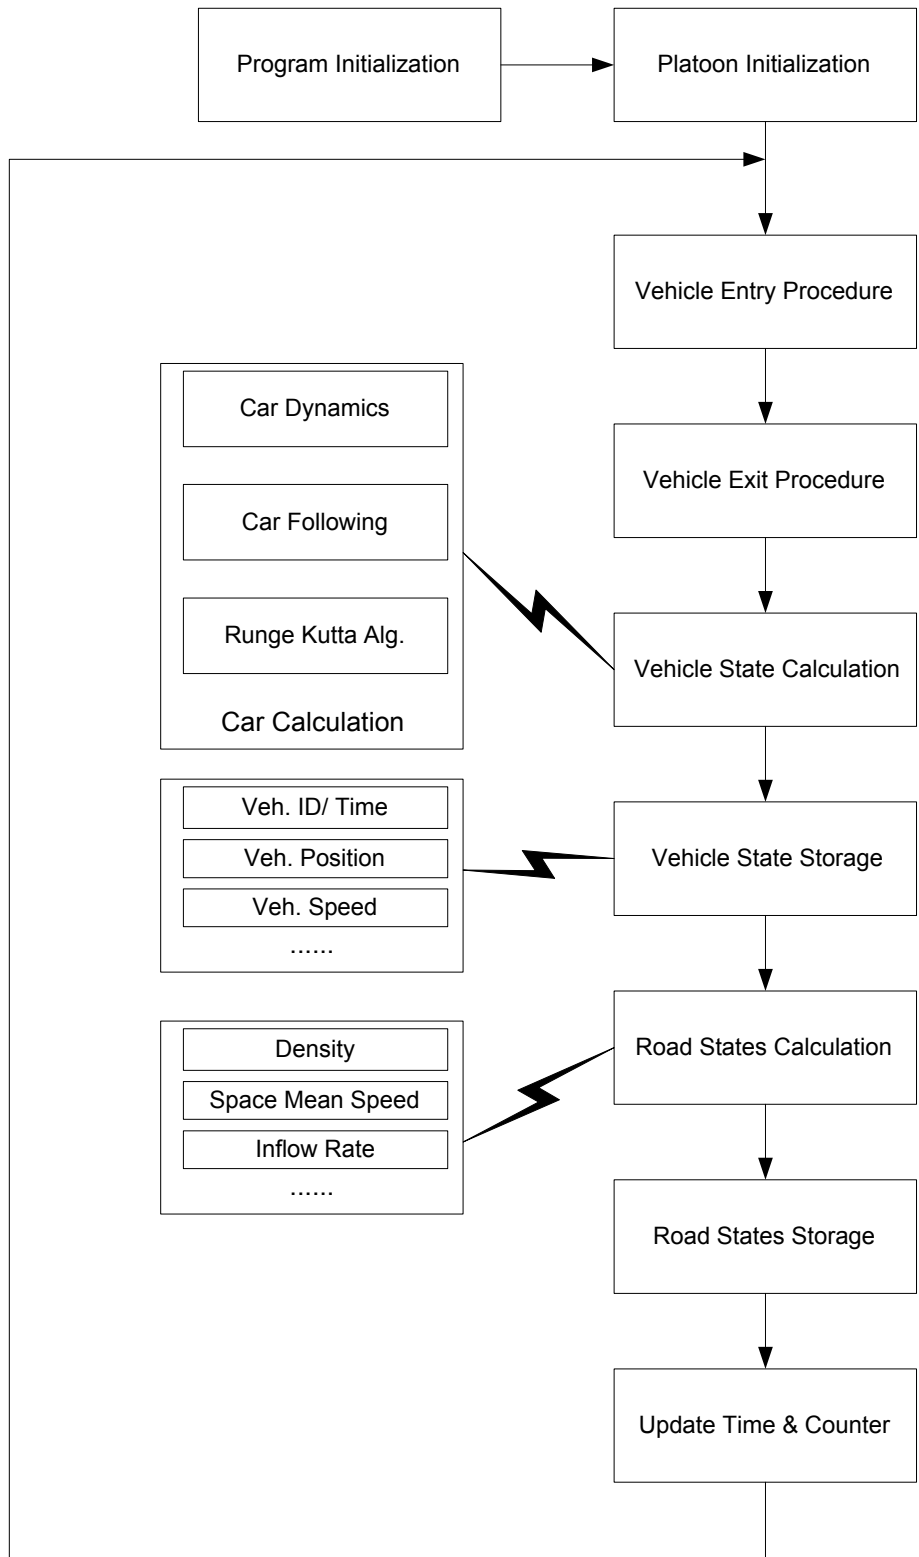 Program Initialization
Platoon Initialization
Vehicle Entry Procedure
Car Dynamics
Vehicle Exit Procedure
Car Following
Runge Kutta Alg.
Vehicle State Calculation
Car Calculation
Veh. ID/ Time
Veh. Position
Vehicle State Storage
Veh. Speed
......
Density
Road States Calculation
Space Mean Speed
Inflow Rate
......
Road States Storage
Update Time & Counter